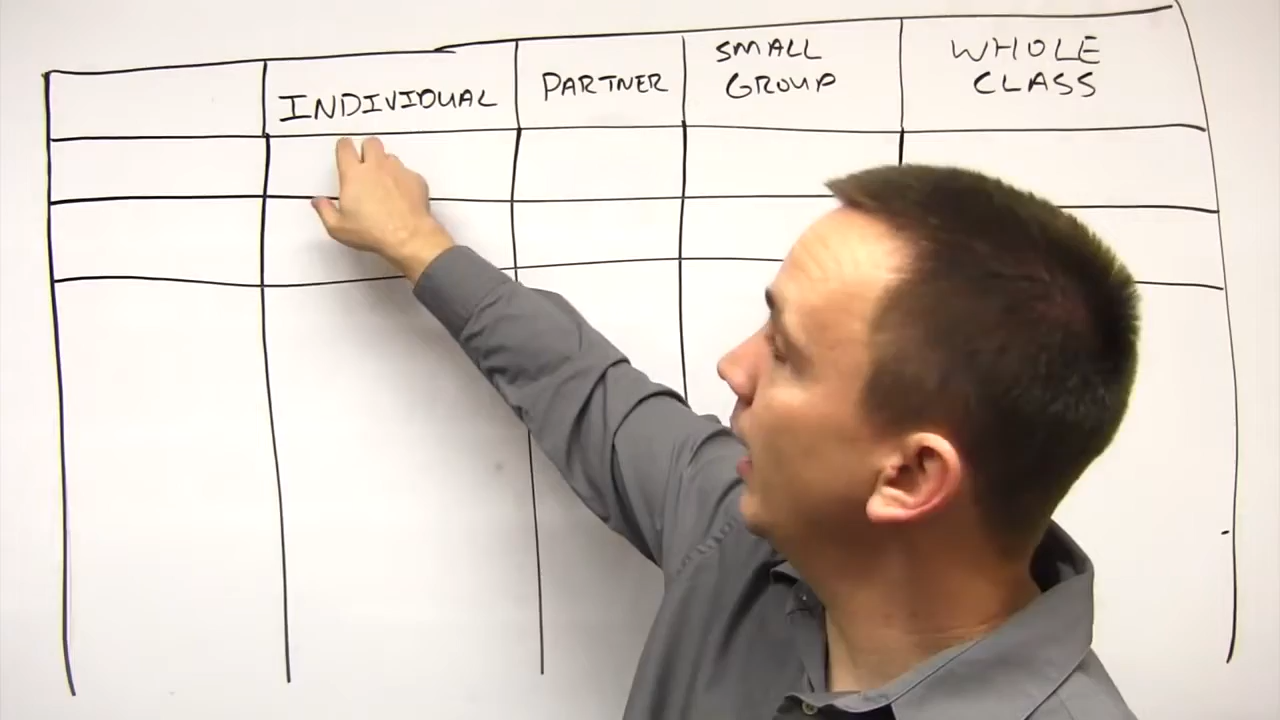 INDIVIDUAL
PARTNER
SMALL
GROUP
WHOLE
CLASS